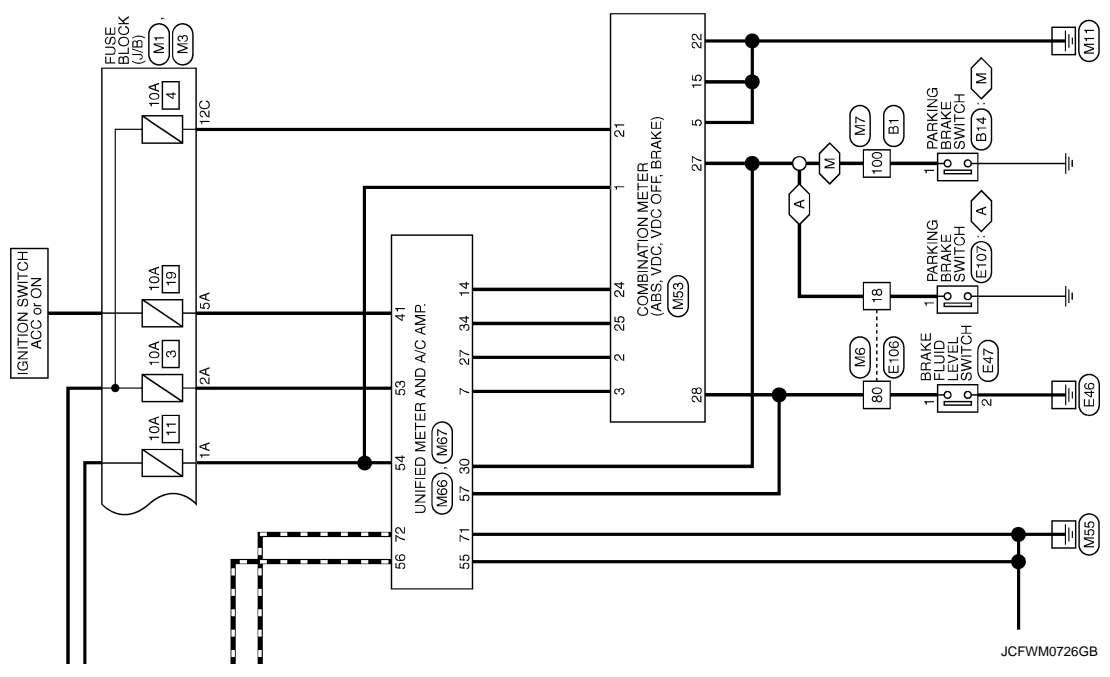 FUSE
BLOCK
(J/B)
M1 ,
M3
10A
4
12C
IGNITION SWITCH
ACC or ON
10A
19
5A
10A
3
2A
10A
11
1A
UNIFIED METER AND A/C AMP.
M66 , M67
41
53
54
72
56
14
34
27
7
30
57
71
55
COMBINATION METER
(ABS, VDC, VDC OFF, BRAKE)
M53
21
1
24
25
2
3
22
15
5
27
28
M11
M
A
M7
B1
100
PARKING
BRAKE
SWITCH
B14 : M
1
18
PARKING
BRAKE
SWITCH
E107 : A
1
M6
E106
80
BRAKE
FLUID
LEVEL
SWITCH
E47
1
2
E46
M55
JCFWM0726GB